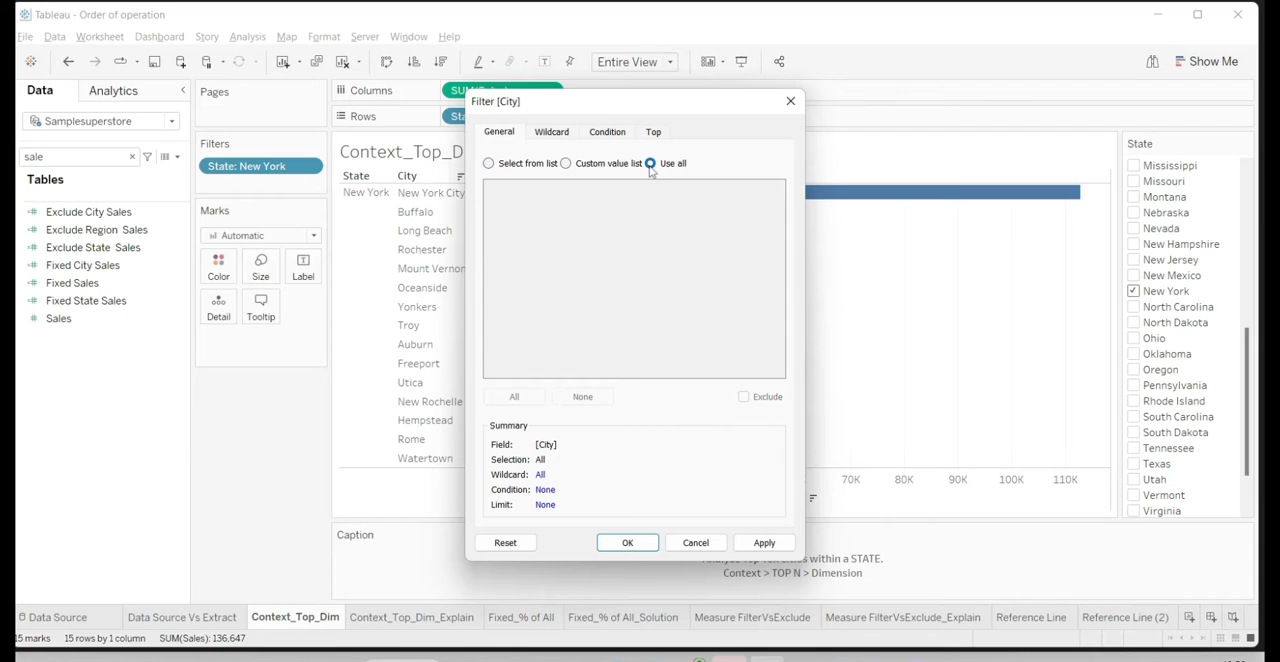 Tableau - Order of operation
File Data Worksheet Dashboard Story Analysis Map Format Server Window Help
Entire View
Show Me
Data Analytics
Samplesuperstore
sale
Tables
Exclude City Sales
Exclude Region Sales
Exclude State Sales
Fixed City Sales
Fixed Sales
Fixed State Sales
Sales
Pages
Filters
State: New York
Marks
Automatic
Color Size Label
Detail Tooltip
Columns
Rows
Context_Top_D
State City
New York New York City
Buffalo
Long Beach
Rochester
Mount Vernon
Oceanside
Yonkers
Troy
Auburn
Freeport
Utica
New Rochelle
Hempstead
Rome
Watertown
Filter [City]
General Wildcard Condition Top
Select from list Custom value list Use all
All None Exclude
Summary
Field: [City]
Selection: All
Wildcard: All
Condition: None
Limit: None
Reset OK Cancel Apply
70K 80K 90K 100K 110K
State
Mississippi
Missouri
Montana
Nebraska
Nevada
New Hampshire
New Jersey
New Mexico
New York
North Carolina
North Dakota
Ohio
Oklahoma
Oregon
Pennsylvania
Rhode Island
South Carolina
South Dakota
Tennessee
Texas
Utah
Vermont
Virginia
Caption
within a STATE.
Context > TOP N > Dimension
Data Source Data Source Vs Extract Context_Top_Dim Context_Top_Dim_Explain Fixed_% of All Fixed_% of All_Solution Measure FilterVsExclude Measure FilterVsExclude_Explain Reference Line Reference Line (2)
15 marks 15 rows by 1 column SUM(Sales): 136.647